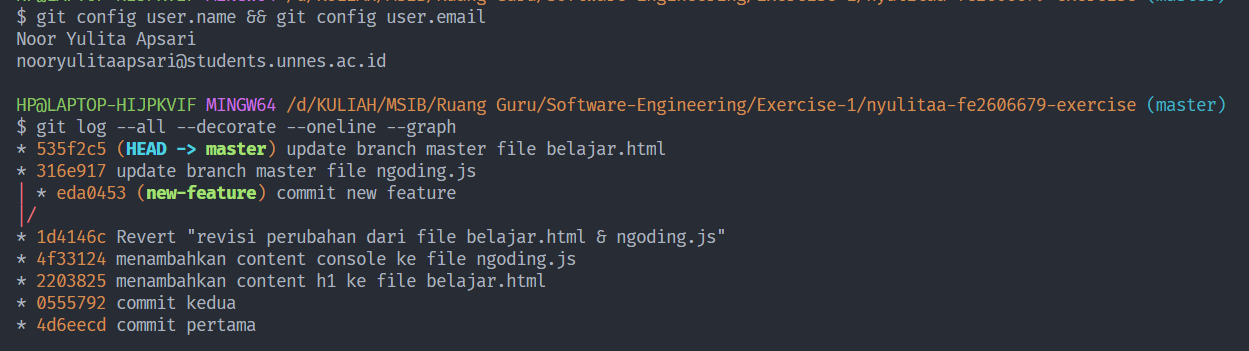 $ git config user.name && git config user.email
Noor Yulita Apsari
nooryulitaapsari@students.unnes.ac.id
HP@LAPTOP-HIJPKVIF MINGW64 /d/KULIAH/MSIB/Ruang Guru/Software-Engineering/Exercise-1/nyulitaa-fe2606679-exercise (master)
$ git log --all --decorate --oneline --graph
* 535f2c5 (HEAD -> master) update branch master file belajar.html
* 316e917 update branch master file ngoding.js
| * eda0453 (new-feature) commit new feature
|/
* 1d4146c Revert "revisi perubahan dari file belajar.html & ngoding.js"
* 4f33124 menambahkan content console ke file ngoding.js
* 2203825 menambahkan content h1 ke file belajar.html
* 0555792 commit kedua
* 4d6eecd commit pertama